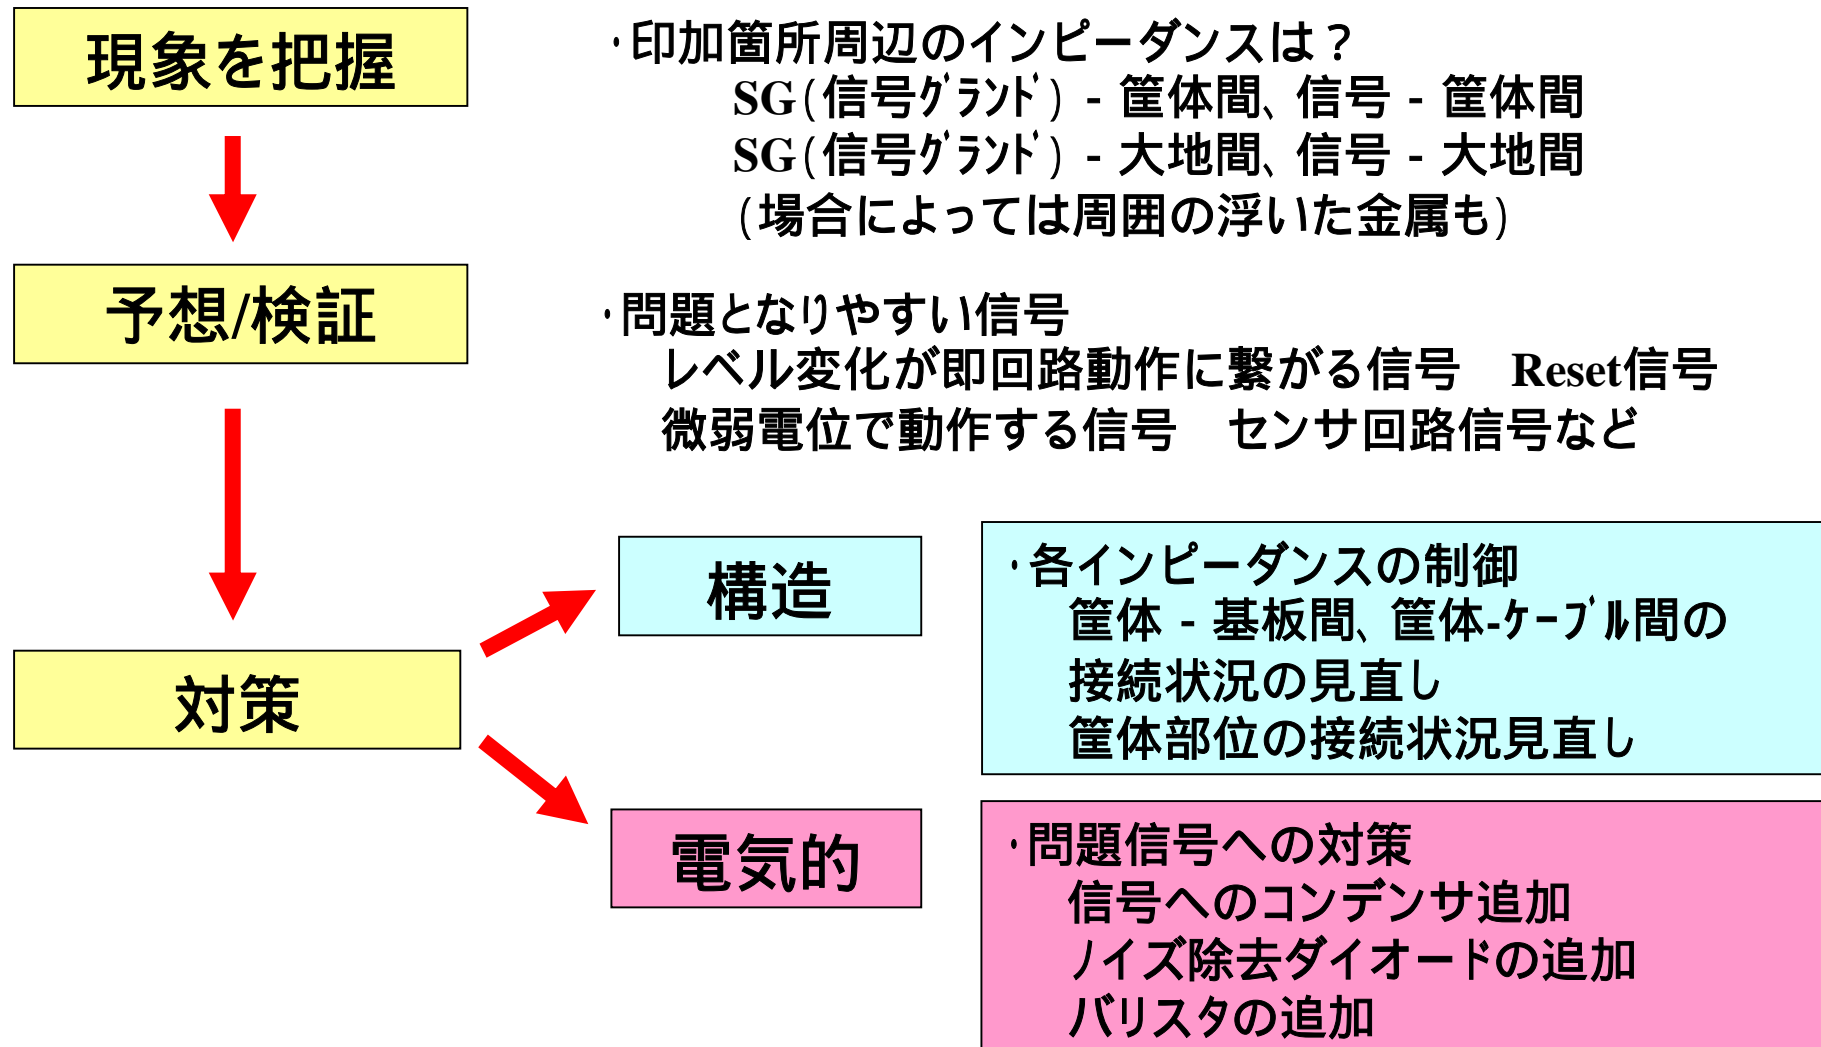 現象を把握
・印加箇所周辺のインピーダンスは？
SG(信号ｸﾞﾗﾝﾄﾞ) - 筐体間、信号 - 筐体間
SG(信号ｸﾞﾗﾝﾄﾞ) - 大地間、信号 - 大地間
(場合によっては周囲の浮いた金属も)
予想/検証
・問題となりやすい信号
レベル変化が即回路動作に繋がる信号　Reset信号
微弱電位で動作する信号　センサ回路信号など
対策
構造
・各インピーダンスの制御
筐体 - 基板間、筐体-ｹｰﾌﾞﾙ間の
接続状況の見直し
筐体部位の接続状況見直し
電気的
・問題信号への対策
信号へのコンデンサ追加
ノイズ除去ダイオードの追加
バリスタの追加